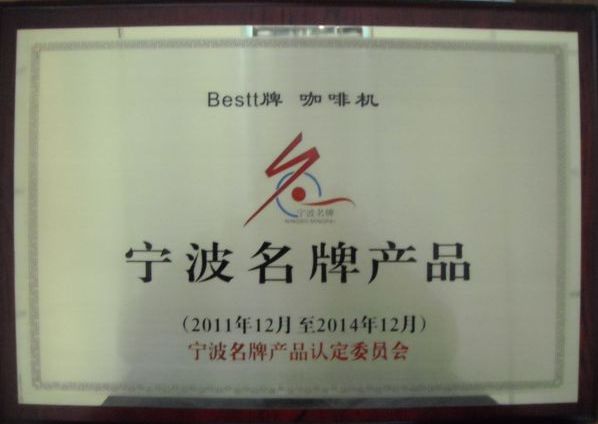 Bestt牌 咖啡机
宁波名牌
宁波名牌产品
（2011年12月 至2014年12月）
宁波名牌产品认定委员会